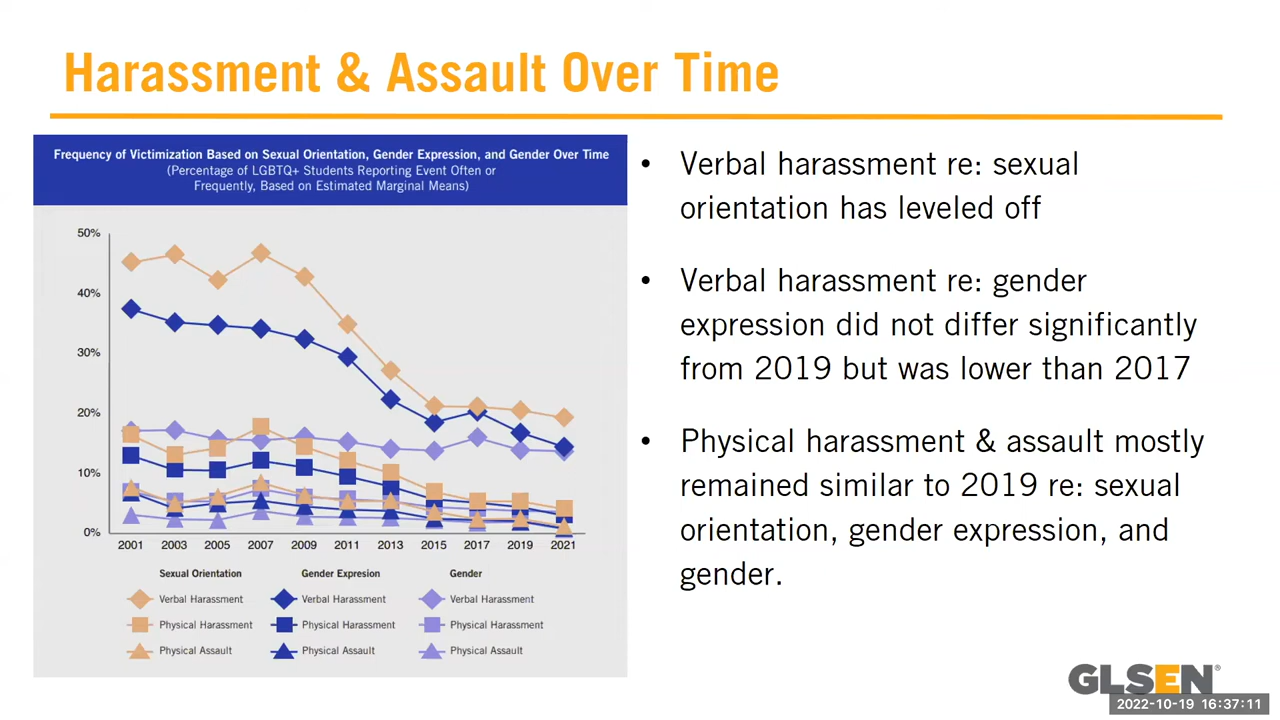 Harassment & Assault Over Time
Frequency of Victimization Based on Sexual Orientation, Gender Expression, and Gender Over Time
(Percentage of LGBTQ+ Students Reporting Event Often or
Frequently, Based on Estimated Marginal Means)
50%
40%
30%
20%
10%
0%
2001 2003 2005 2007 2009 2011 2013 2015 2017 2019 2021
Sexual Orientation Gender Expresion Gender
Verbal Harassment Verbal Harassment Verbal Harassment
Physical Harassment Physical Harassment Physical Harassment
Physical Assault Physical Assault Physical Assault
• Verbal harassment re: sexual
orientation has leveled off
• Verbal harassment re: gender
expression did not differ significantly
from 2019 but was lower than 2017
• Physical harassment & assault mostly
remained similar to 2019 re: sexual
orientation, gender expression, and
gender.
GLSEN®
2022-10-19 16:37:11